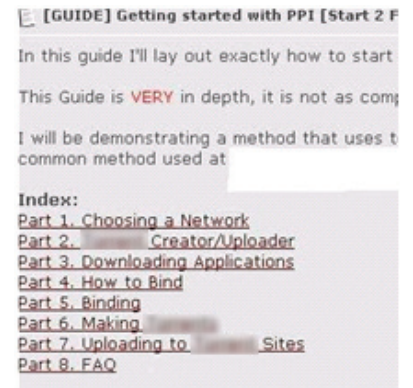 [GUIDE] Getting started with PPI [Start 2 F
In this guide I'll lay out exactly how to start
This Guide is VERY in depth, it is not as comp
I will be demonstrating a method that uses t
common method used at
Index:
Part 1. Choosing a Network
Part 2. Creator/Uploader
Part 3. Downloading Applications
Part 4. How to Bind
Part 5. Binding
Part 6. Making
Part 7. Uploading to Sites
Part 8. FAQ